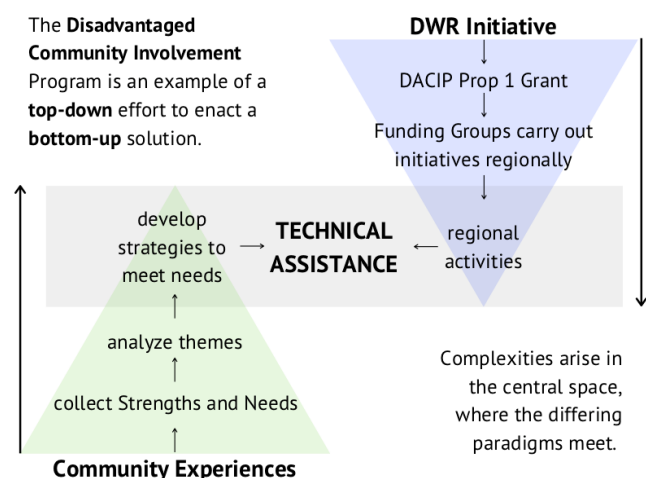 The Disadvantaged
Community Involvement
Program is an example of a
top-down effort to enact a
bottom-up solution.
DWR Initiative
DACIP Prop 1 Grant
Funding Groups carry out
initiatives regionally
develop
strategies to
meet needs
TECHNICAL
ASSISTANCE
regional
activities
analyze themes
collect Strengths and Needs
Community Experiences
Complexities arise in
the central space,
where the differing
paradigms meet.